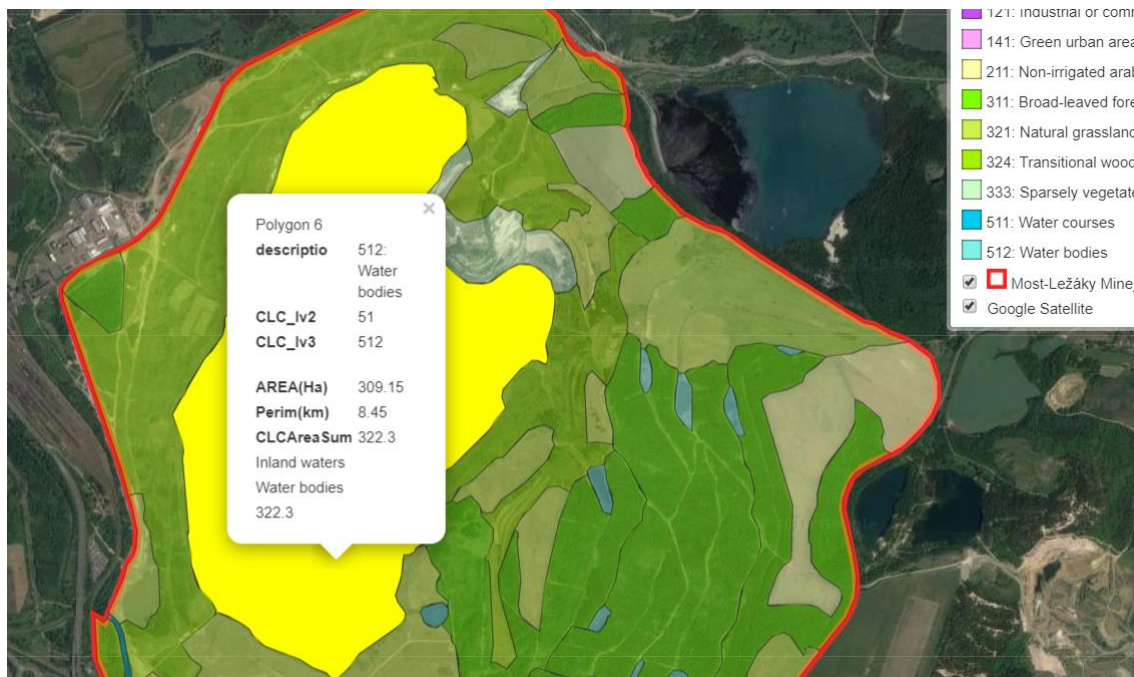 121: Industrial or comm
141: Green urban area
211: Non-irrigated arab
311: Broad-leaved fore
321: Natural grassland
324: Transitional wood
333: Sparsely vegetate
511: Water courses
512: Water bodies
Most-Ležáky Mine
Google Satellite
×
Polygon 6
descriptio 512:
Water
bodies
CLC_lv2 51
CLC_lv3 512
AREA(Ha) 309.15
Perim(km) 8.45
CLCAreaSum 322.3
Inland waters
Water bodies
322.3